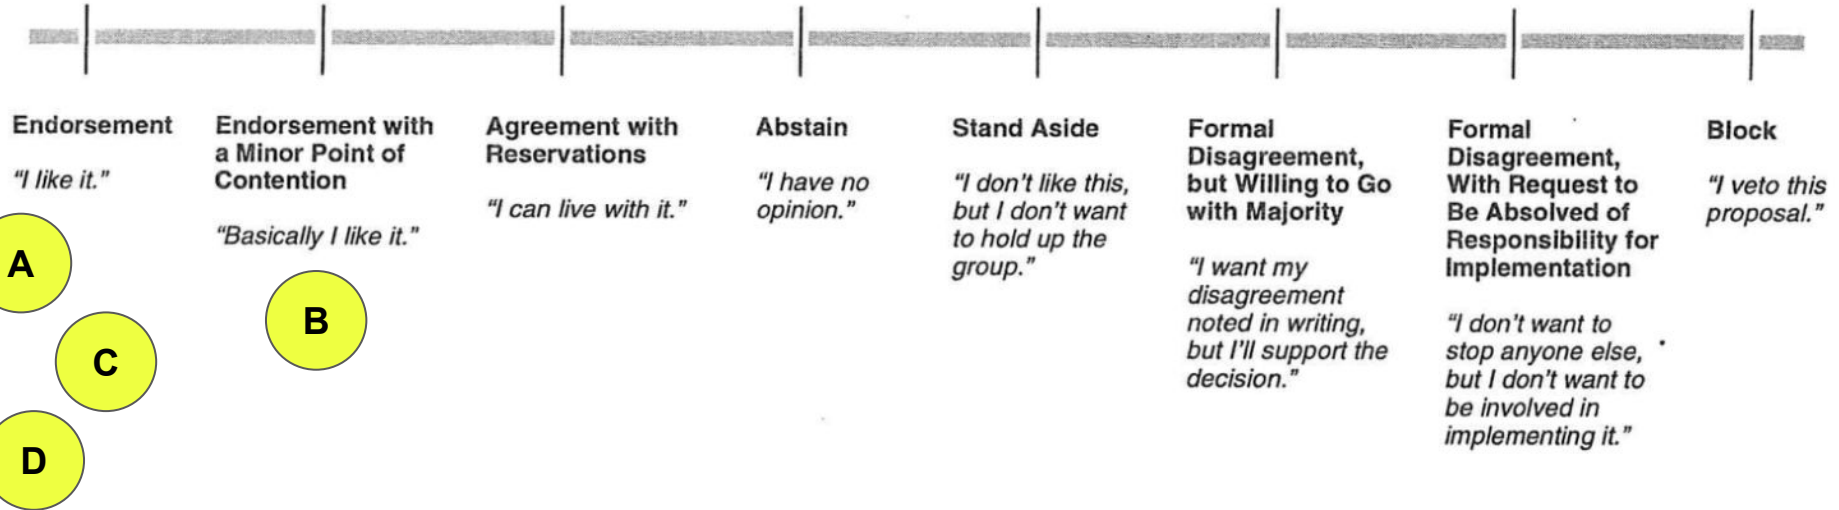 Endorsement
"I like it."
Endorsement with
a Minor Point of
Contention
"Basically I like it."
Agreement with
Reservations
"I can live with it."
Abstain
"I have no
opinion."
Stand Aside
"I don't like this,
but I don't want
to hold up the
group."
Formal
Disagreement,
but Willing to Go
with Majority
"I want my
disagreement
noted in writing,
but I'll support the
decision."
Formal
Disagreement,
With Request to
Be Absolved of
Responsibility for
Implementation
"I don't want to
stop anyone else,
but I don't want to
be involved in
implementing it."
Block
"I veto this
proposal."
A
B
C
D